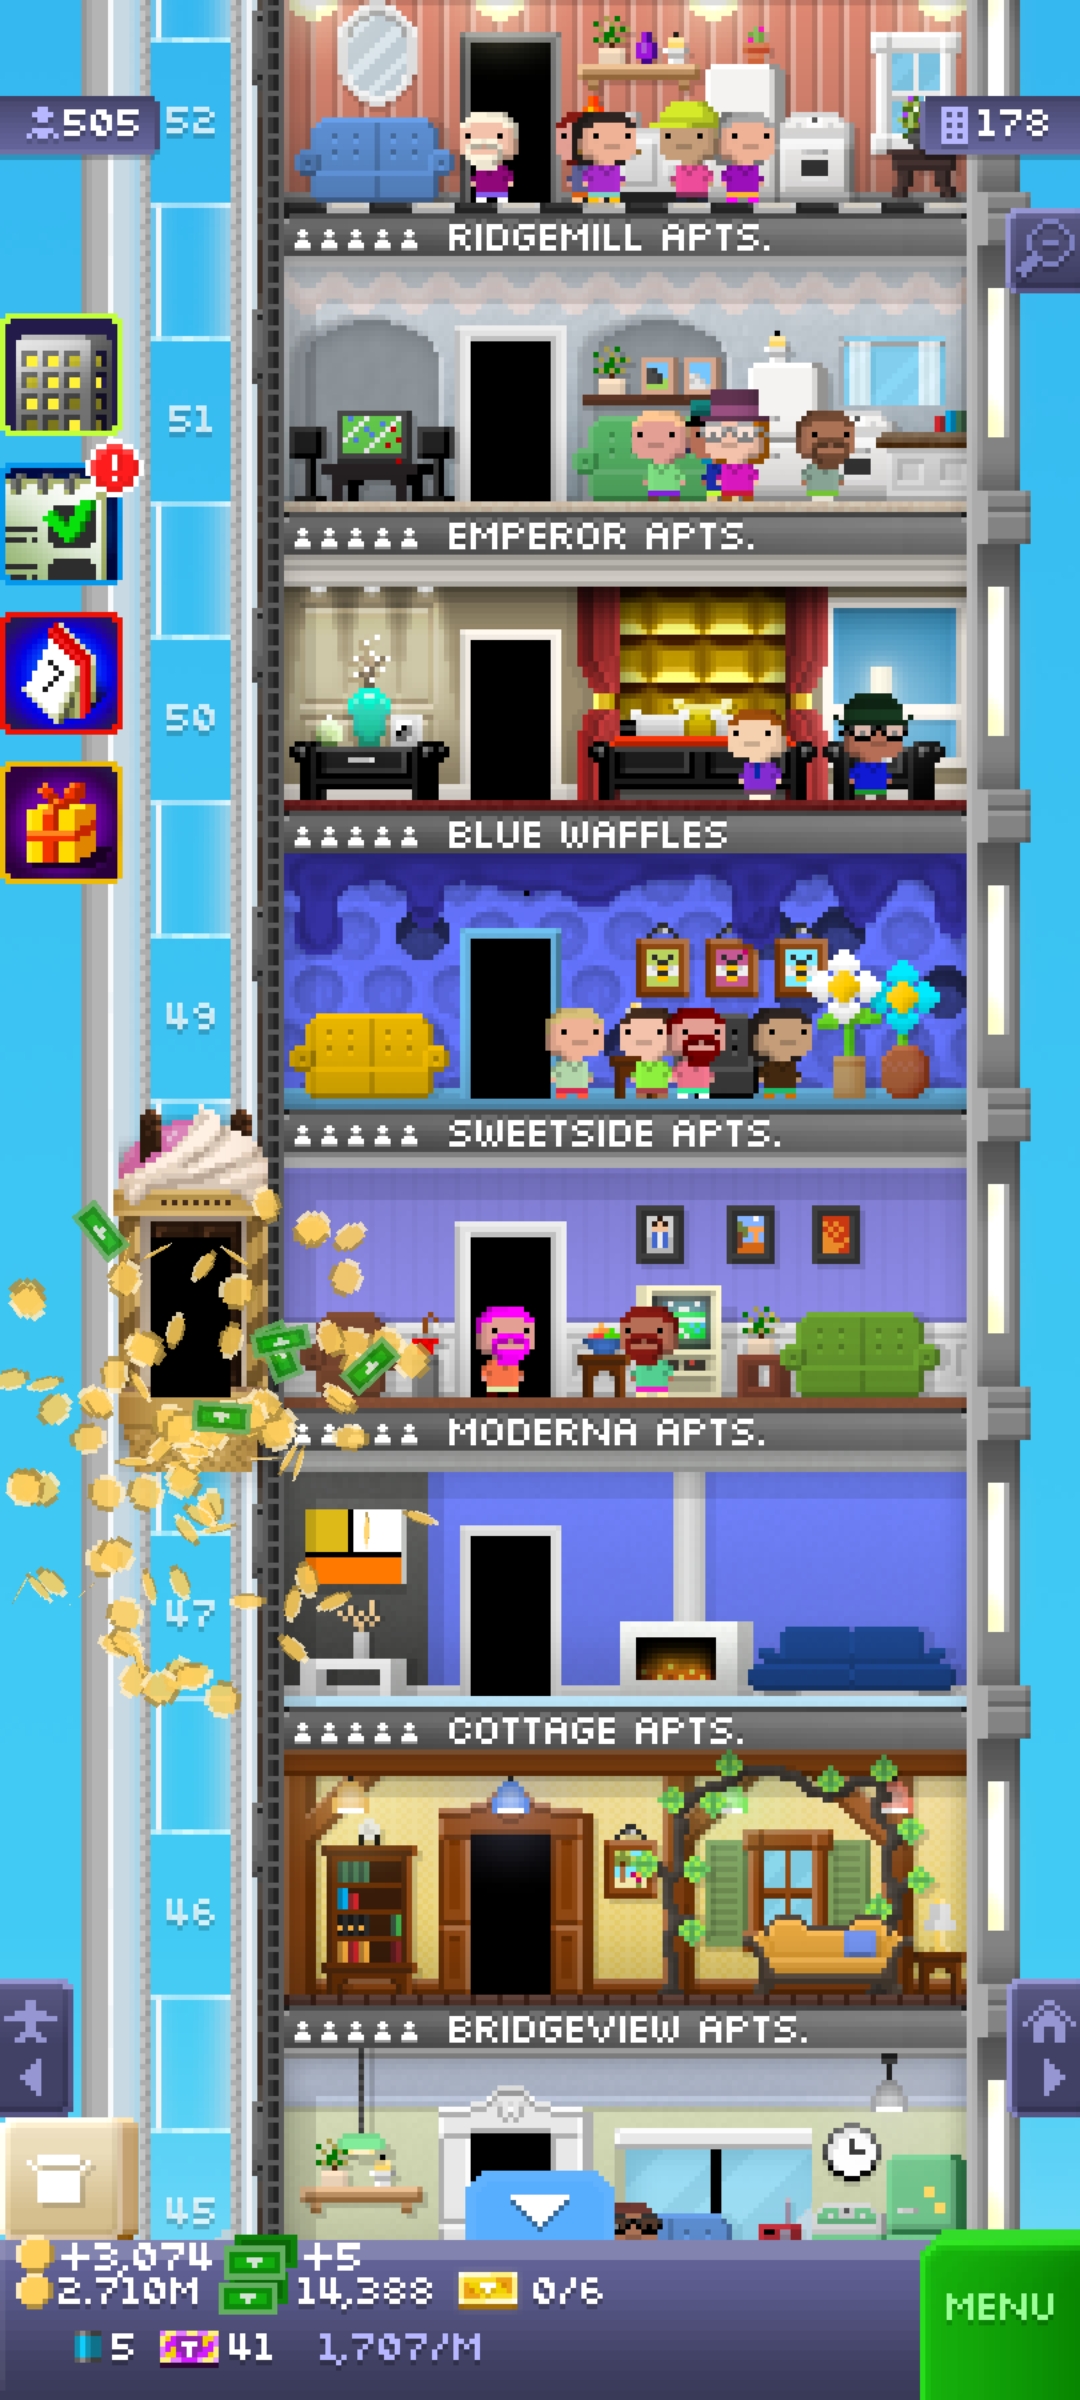 505
52
178
RIDGEMILL APTS.
51
!
EMPEROR APTS.
50
7
BLUE WAFFLES
49
SWEETSIDE APTS.
MODERNA APTS.
47
COTTAGE APTS.
46
BRIDGEVIEW APTS.
45
+3,074 +5
2.710M 14,388 0/6
MENU
5 T 41 1,707/M